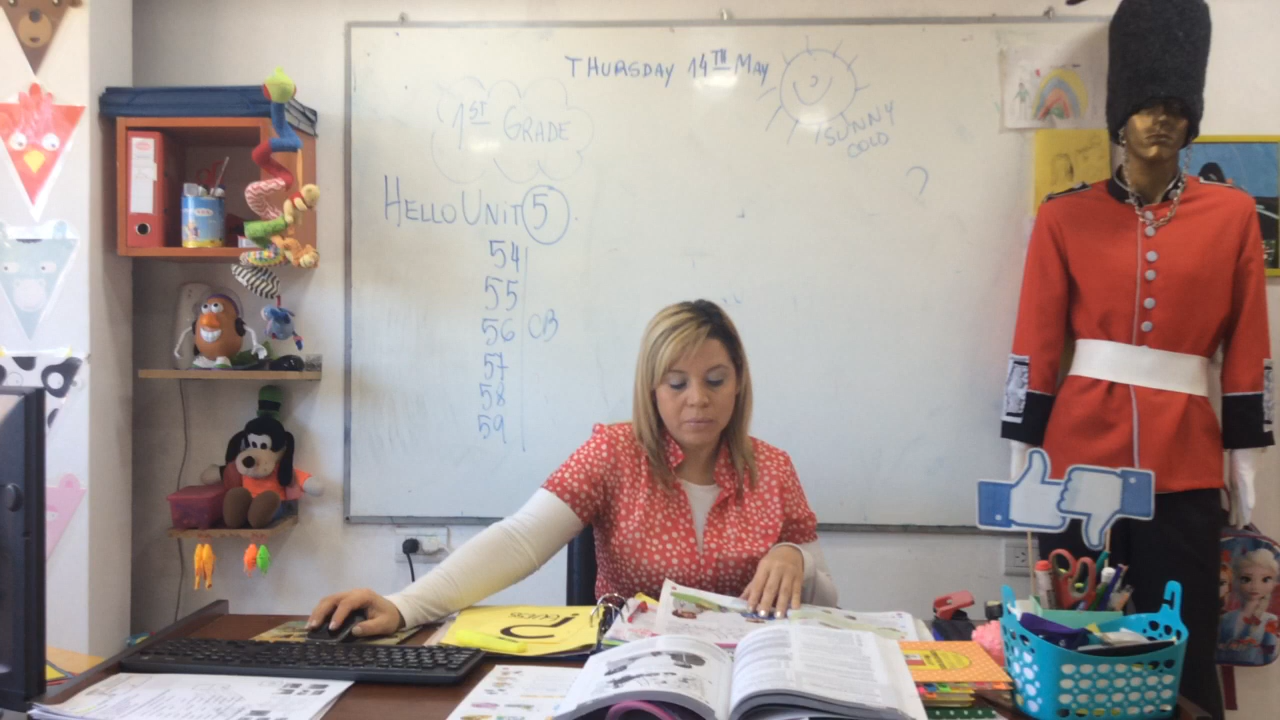 THURSDAY 14TH MAY
1ST GRADE
SUNNY
COLD
?
HELLO UNIT 5
54
55
56 CB
57
58
59